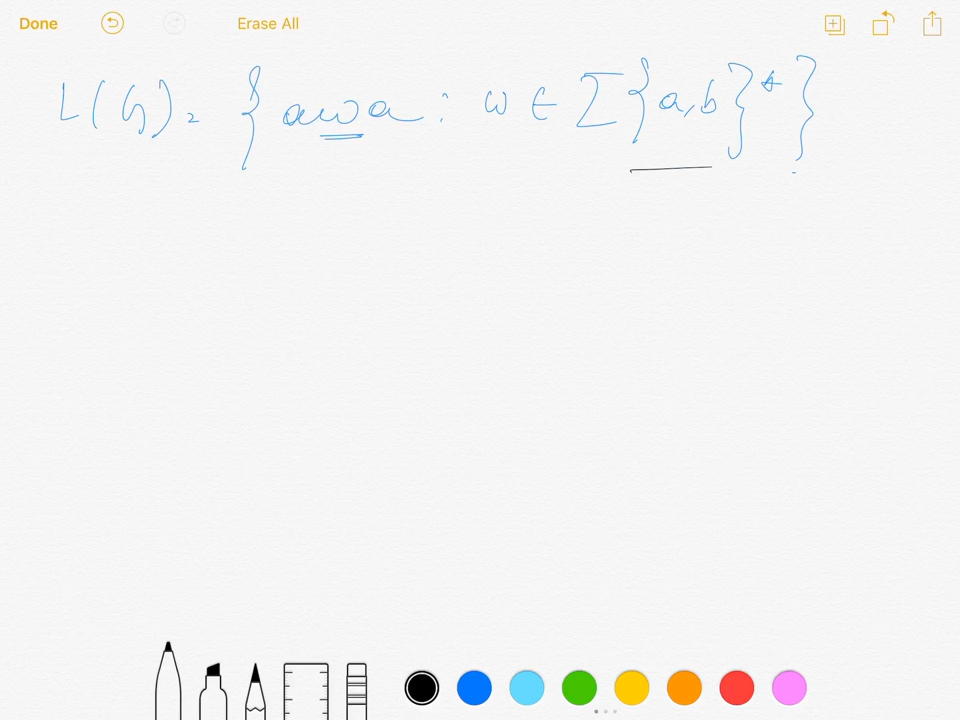 Done Erase All
L(G) = { awa : w ∈ Σ{a,b}* }